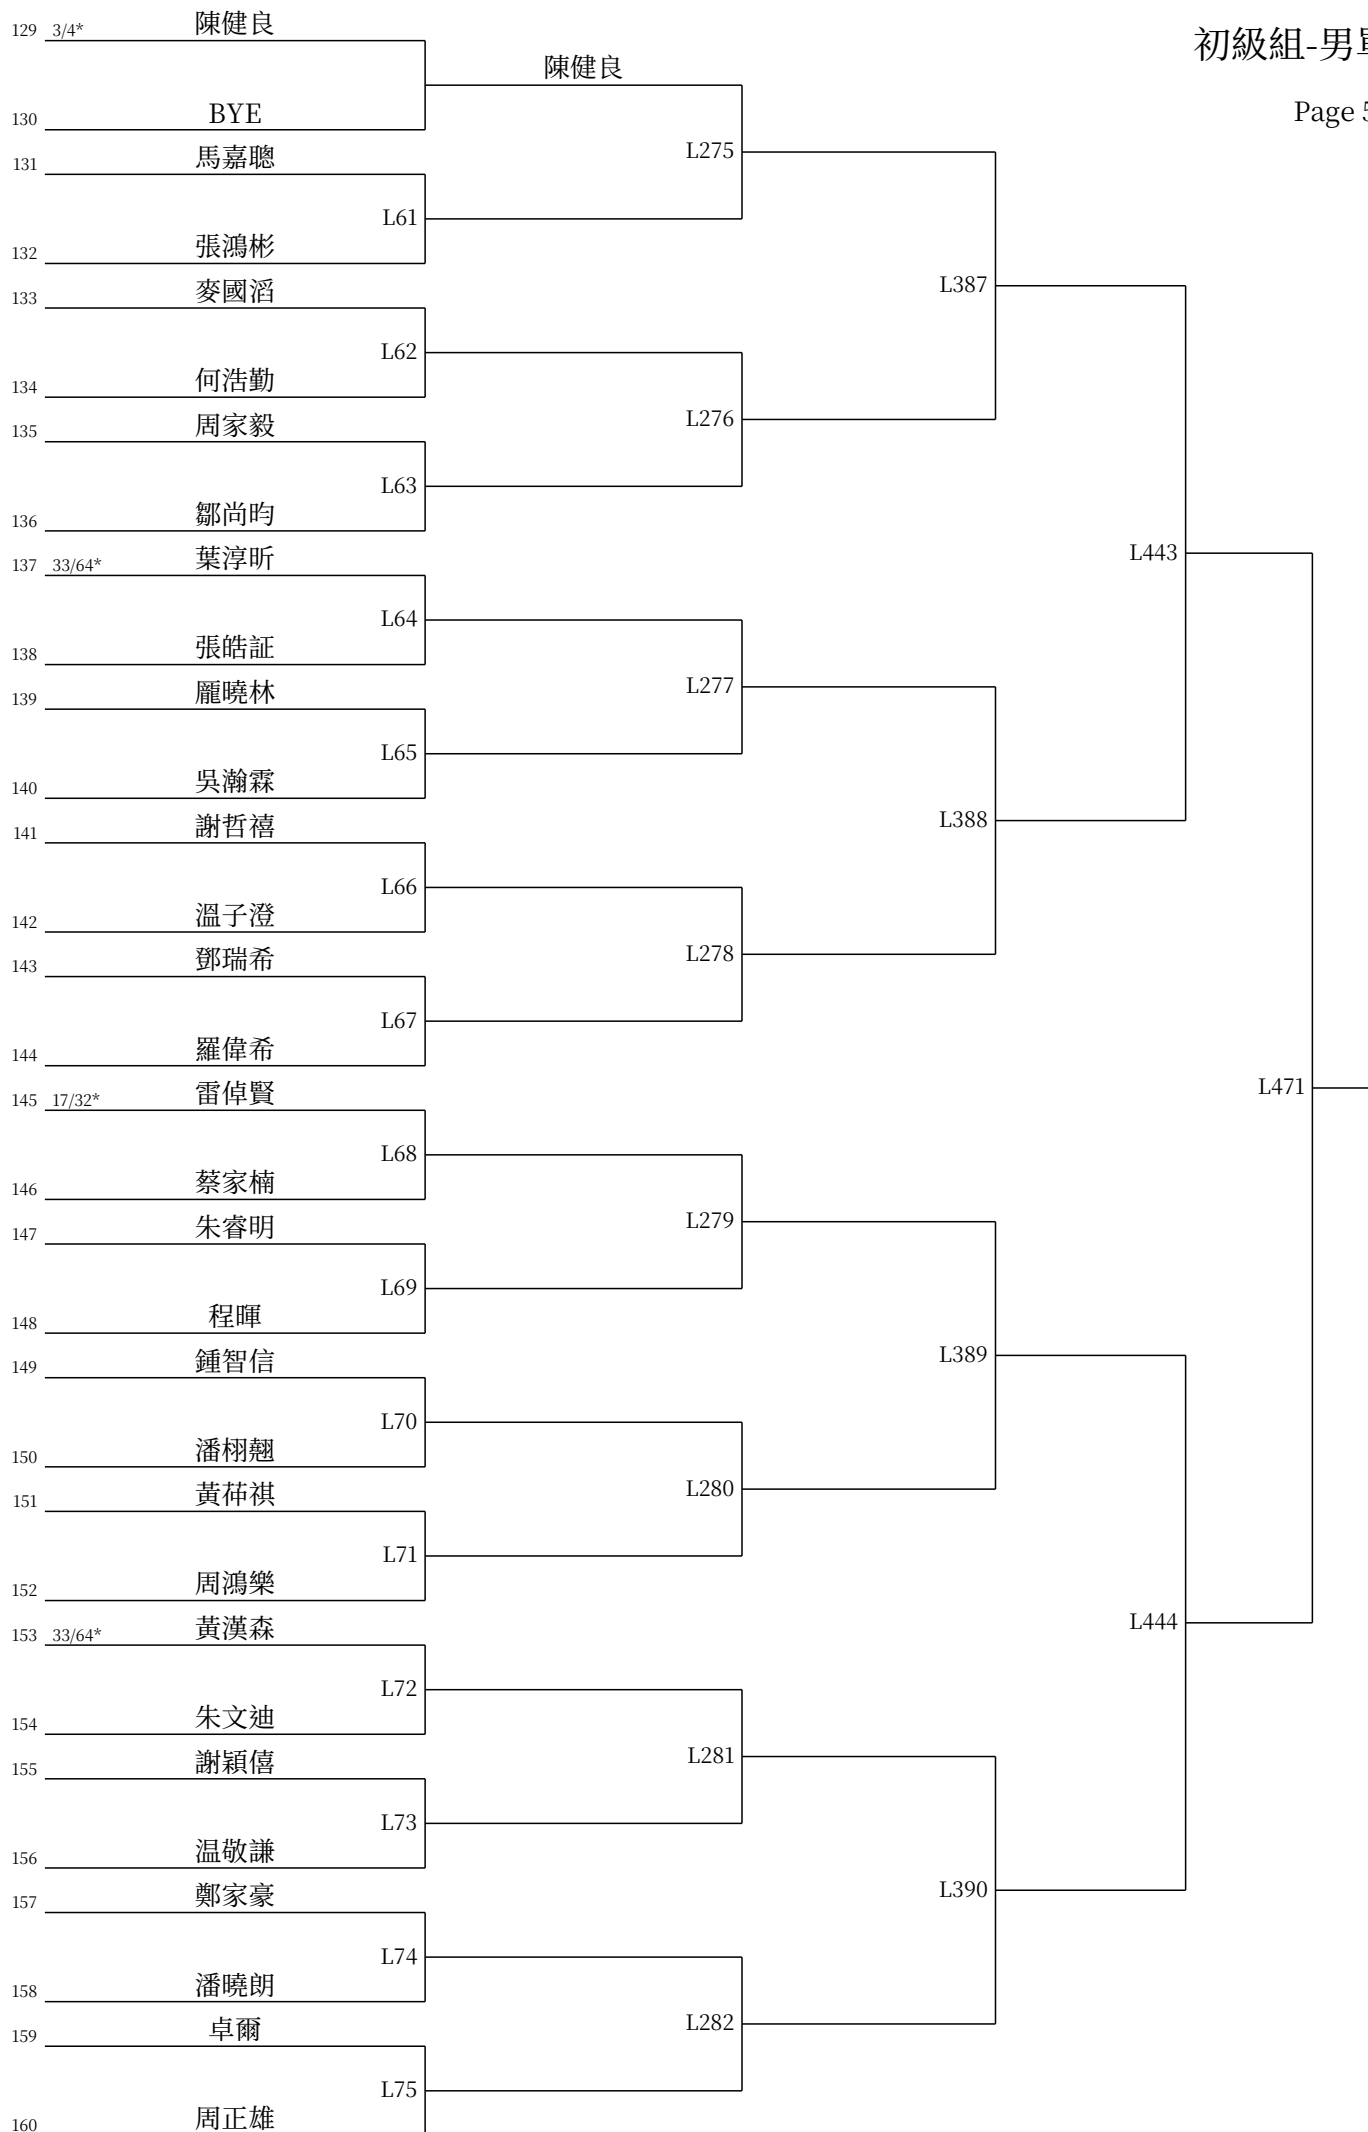 初級組-男
Page 5
129 3/4* 陳健良
陳健良
130 BYE
131 馬嘉聰
L275
L61
132 張鴻彬
133 麥國滔
L387
L62
134 何浩勤
135 周家毅
L276
L63
136 鄒尚昀
137 33/64* 葉淳昕
L443
L64
138 張皓証
139 龐曉林
L277
L65
140 吳瀚霖
141 謝哲禧
L388
L66
142 溫子澄
143 鄧瑞希
L278
L67
144 羅偉希
145 17/32* 雷倬賢
L471
L68
146 蔡家楠
147 朱睿明
L279
L69
148 程暉
149 鍾智信
L389
L70
150 潘栩翹
151 黃荷祺
L280
L71
152 周鴻樂
153 33/64* 黃漢森
L444
L72
154 朱文迪
155 謝穎僖
L281
L73
156 温敬謙
157 鄭家豪
L390
L74
158 潘曉朗
159 卓爾
L282
L75
160 周正雄